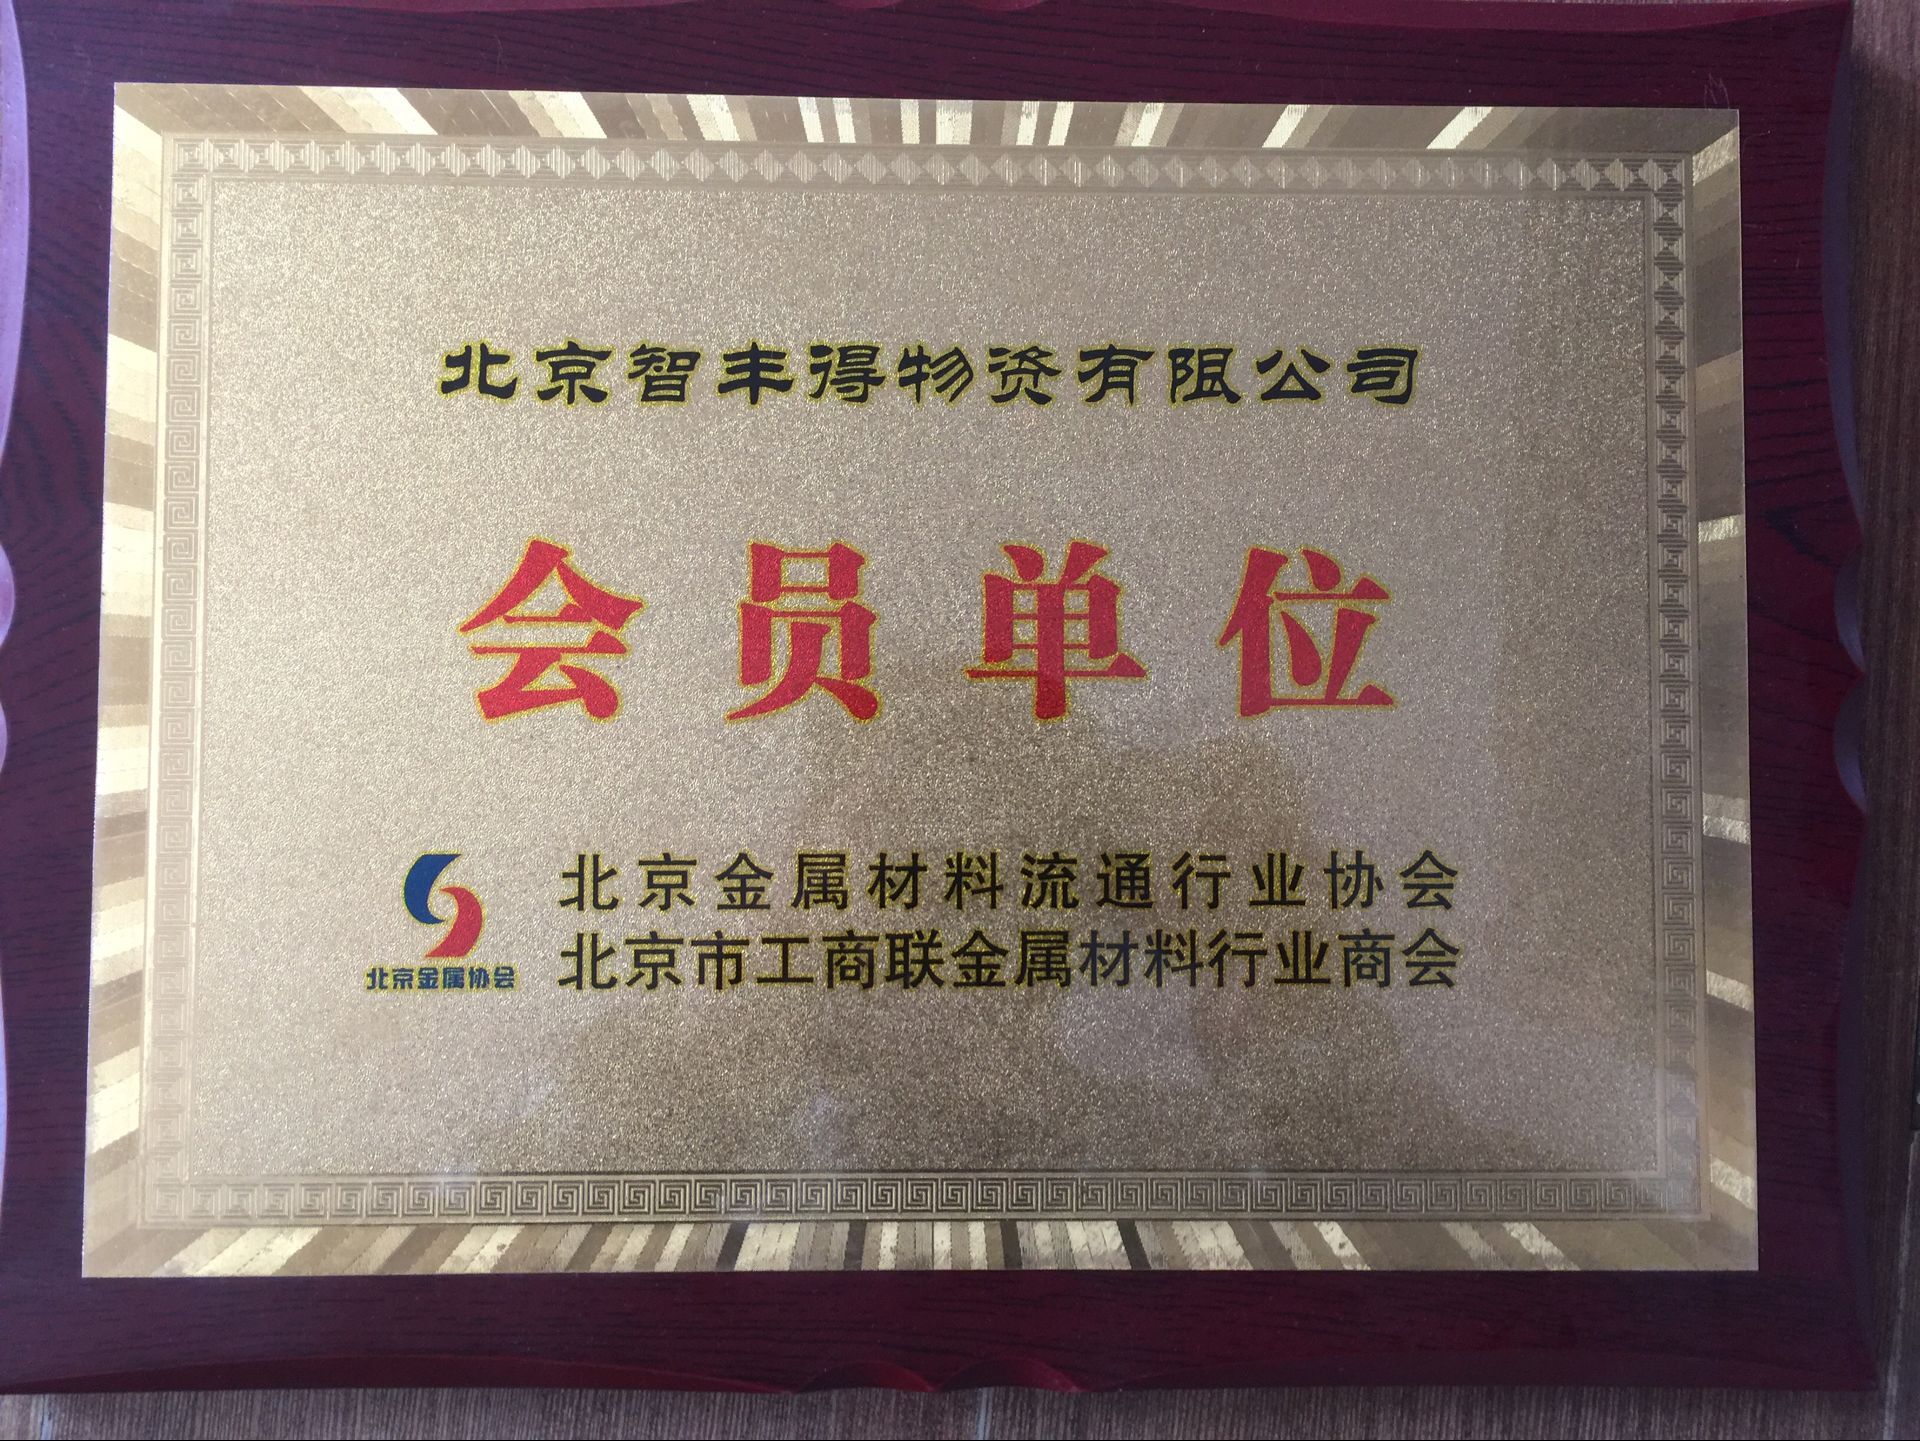 北京智丰得物资有限公司
会员单位
北京金属材料流通行业协会
北京市工商联金属材料行业商会
北京金属协会